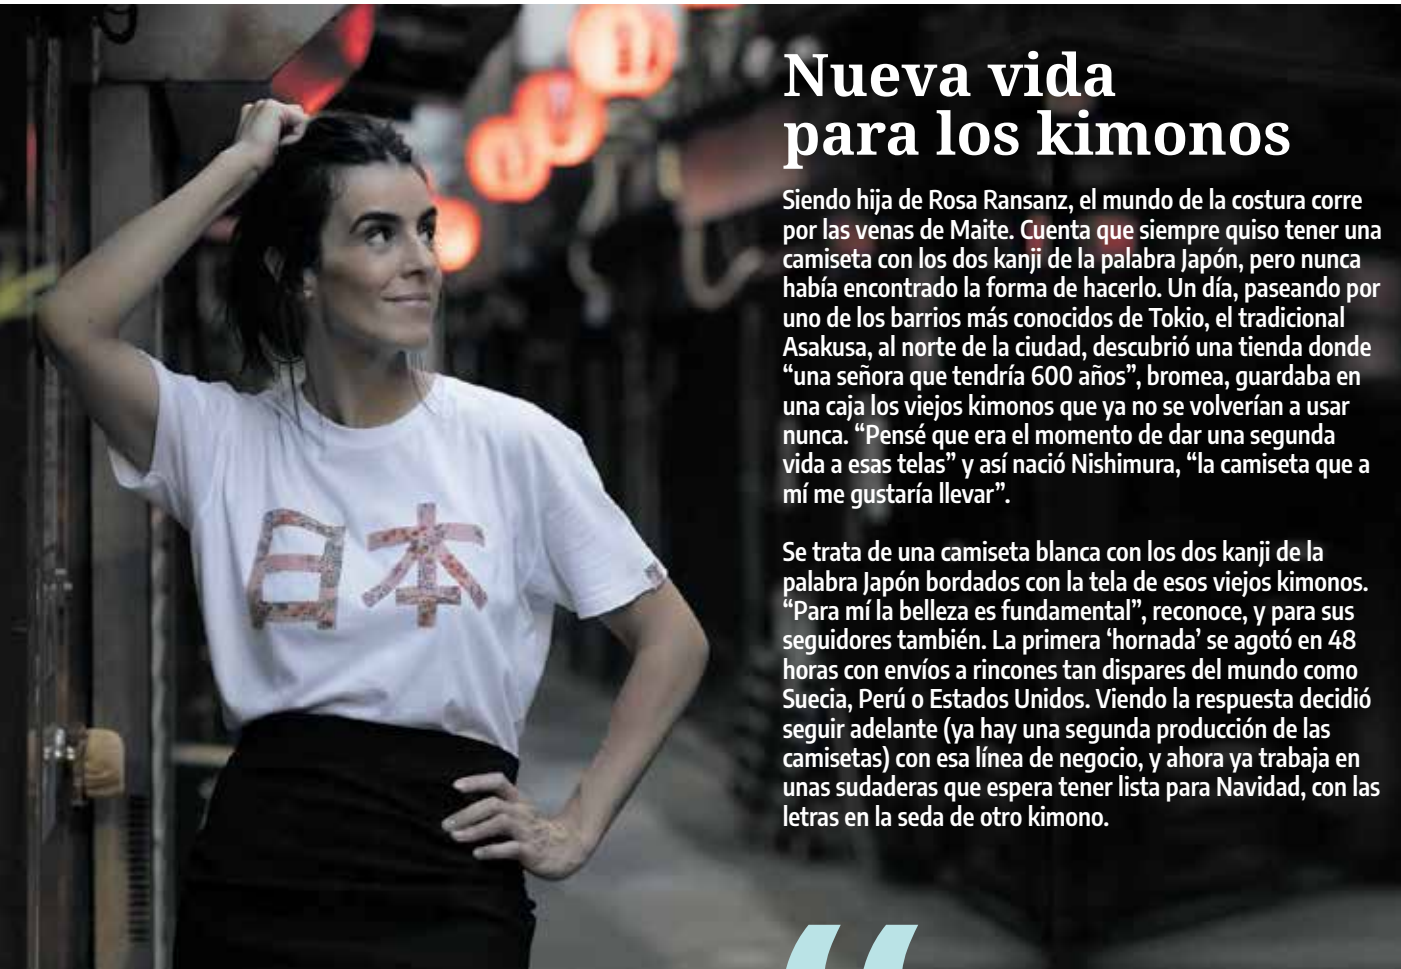 Nueva vida
para los kimonos
Siendo hija de Rosa Ransanz, el mundo de la costura corre
por las venas de Maite. Cuenta que siempre quiso tener una
camiseta con los dos kanji de la palabra Japón, pero nunca
había encontrado la forma de hacerlo. Un día, paseando por
uno de los barrios más conocidos de Tokio, el tradicional
Asakusa, al norte de la ciudad, descubrió una tienda donde
“una señora que tendría 600 años”, bromea, guardaba en
una caja los viejos kimonos que ya no se volverían a usar
nunca. “Pensé que era el momento de dar una segunda
vida a esas telas” y así nació Nishimura, “la camiseta que a
mí me gustaría llevar”.
Se trata de una camiseta blanca con los dos kanji de la
palabra Japón bordados con la tela de esos viejos kimonos.
“Para mí la belleza es fundamental”, reconoce, y para sus
seguidores también. La primera ‘hornada’ se agotó en 48
horas con envíos a rincones tan dispares del mundo como
Suecia, Perú o Estados Unidos. Viendo la respuesta decidió
seguir adelante (ya hay una segunda producción de las
camisetas) con esa línea de negocio, y ahora ya trabaja en
unas sudaderas que espera tener lista para Navidad, con las
letras en la seda de otro kimono.
日本
“